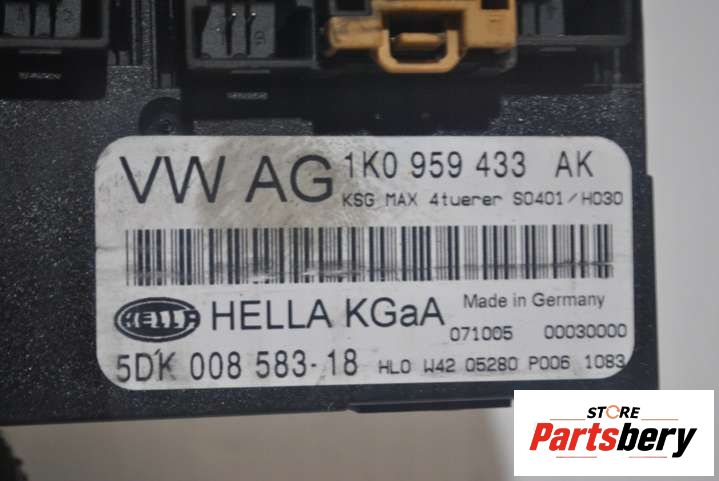 VW AG 1K0 959 433 AK
KSG MAX 4tuerer S0401/H030
HELLA HELLA KGaA Made in Germany
071005 00030000
5DK 008 583-18 HLO W42 05280 P006 1083
STORE
Partsbery